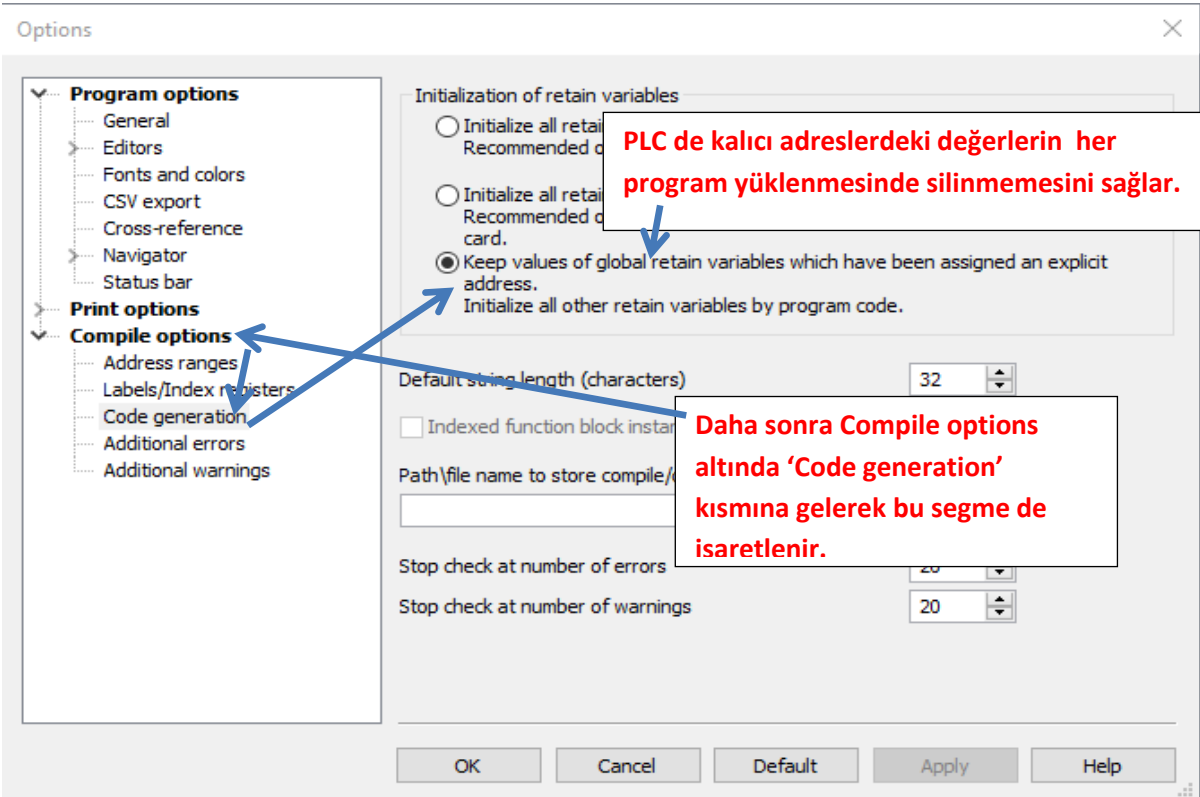 Options
Program options
General
Editors
Fonts and colors
CSV export
Cross-reference
Navigator
Status bar
Print options
Compile options
Address ranges
Labels/Index registers
Code generation
Additional errors
Additional warnings
Initialization of retain variables
Initialize all
Recommended
Initialize all
Recommended
card.
Keep values of global retain variables which have been assigned an explicit
address.
Initialize all other retain variables by program code.
PLC de kalıcı adreslerdeki değerlerin her
program yüklenmesinde silinmemesini sağlar.
Default string length (characters)
32
Indexed function block
Path\file name to store
Daha sonra Compile options
altında ‘Code generation’
kısmına gelerek bu segme de
isaretlenir.
Stop check at number of errors
20
Stop check at number of warnings
20
OK
Cancel
Default
Apply
Help